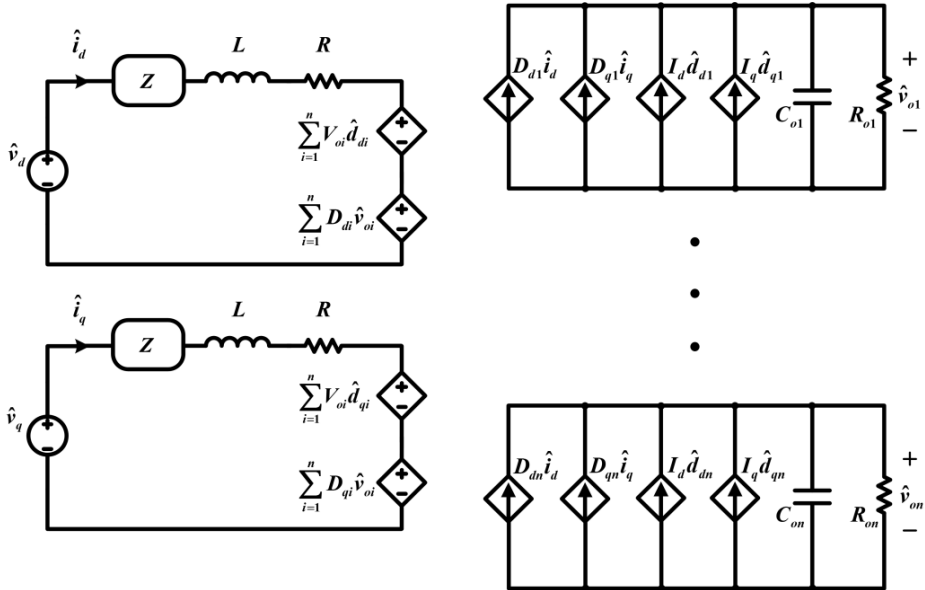 î_d
Z
L
R
v̂_d
+
−
∑_{i=1}^{n} V_{oi} d̂_{di}
+
−
∑_{i=1}^{n} D_{di} v̂_{oi}
+
−
î_q
Z
L
R
v̂_q
+
−
∑_{i=1}^{n} V_{oi} d̂_{qi}
+
−
∑_{i=1}^{n} D_{qi} v̂_{oi}
+
−
D_{d1} î_d
D_{q1} î_q
I_d d̂_{d1}
I_q d̂_{q1}
C_{o1}
R_{o1}
+
v̂_{o1}
−
D_{dn} î_d
D_{qn} î_q
I_d d̂_{dn}
I_q d̂_{qn}
C_{on}
R_{on}
+
v̂_{on}
−